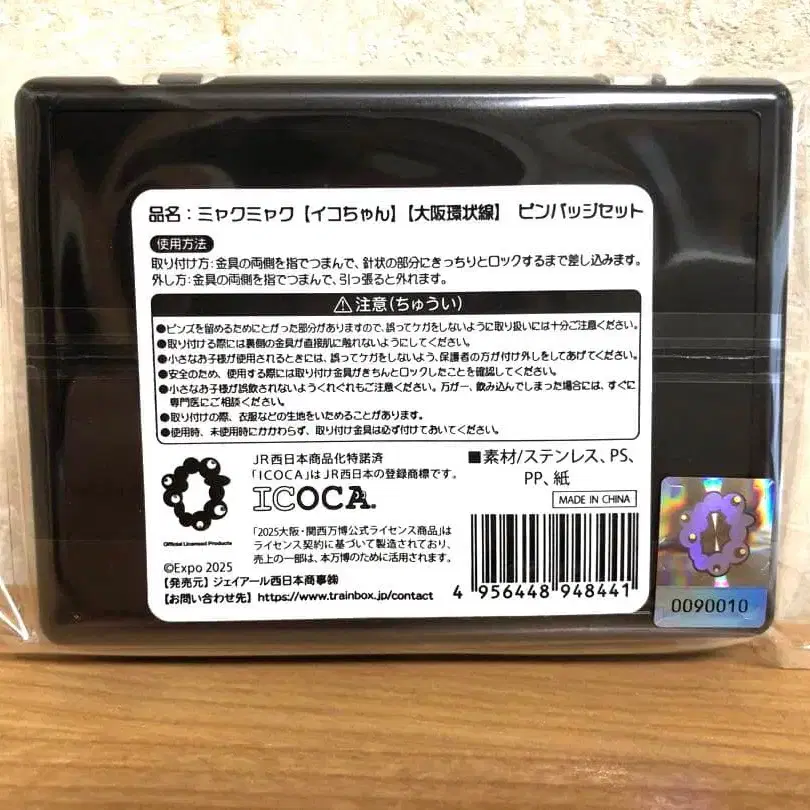 品名：ミャクミャク【イコちゃん】【大阪環状線】 ピンバッジセット
使用方法
取り付け方：金具の両側を指でつまんで、針状の部分にきっちりとロックするまで差し込みます。
外し方：金具の両側を指でつまんで、引っ張ると外れます。
⚠注意(ちゅうい)
●ピンズを留めるためにとがった部分がありますので、誤ってケガをしないように取り扱いには十分ご注意ください。
●取り付ける際には裏側の金具が直接肌に触れないようにしてください。
●小さなお子様が使用されるときには、誤ってケガをしないよう、保護者の方が付け外しをしてあげてください。
●安全のため、使用する際には取り付け金具がきちんとロックしたことを確認してください。
●小さなお子様が誤飲されないようくれぐれもご注意ください。万が一、飲み込んでしまった場合には、すぐに
専門医にご相談ください。
●取り付けの際、衣服などの生地をいためることがあります。
●使用時、未使用時にかかわらず、取り付け金具は必ず付けておいてください。
JR西日本商品化特諾済
「ICOCA」はJR西日本の登録商標です。
ICOCA
■素材/ステンレス、PS、
PP、紙
MADE IN CHINA
Official Licensed Products
「2025大阪・関西万博公式ライセンス商品」は
ライセンス契約に基づいて製造されており、
売上の一部は、本万博のために活用されます。
©Expo 2025
【発売元】ジェイアール西日本商事㈱
【お問い合わせ先】https://www.trainbox.jp/contact
4 956448 948441
0090010